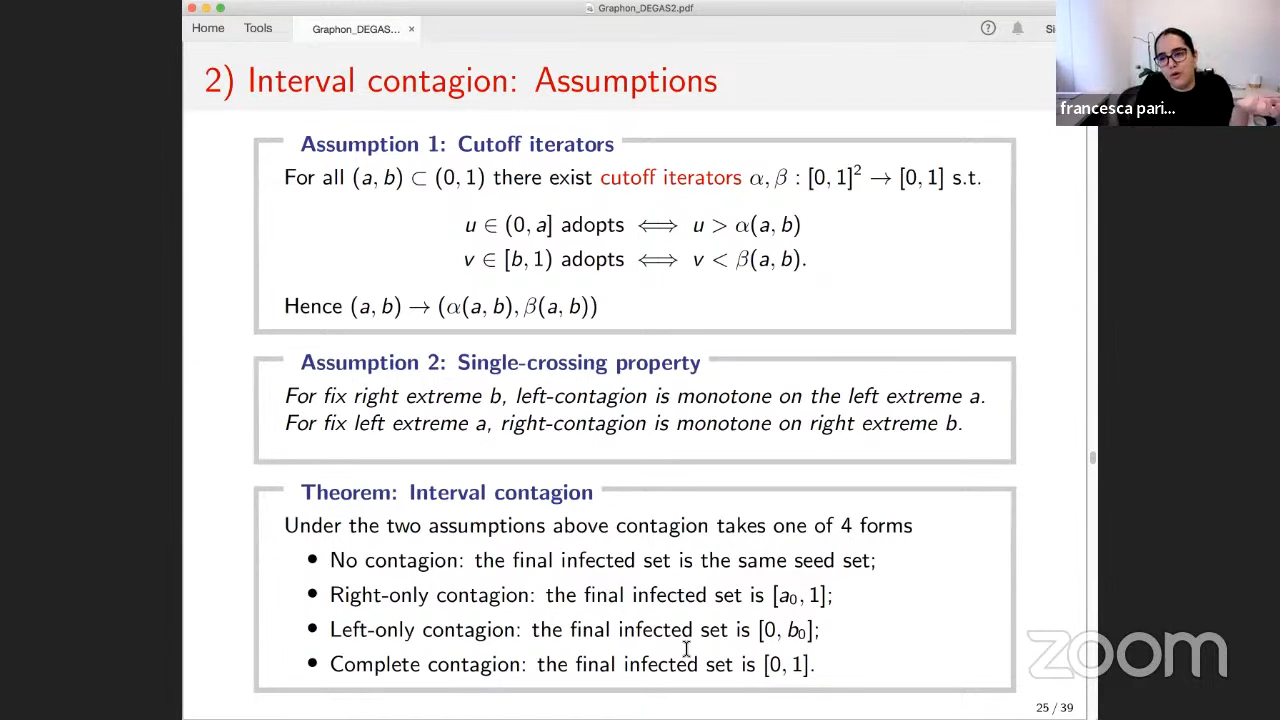 Graphon_DEGAS2.pdf
Home Tools Graphon_DEGAS... × ? Si
francesca pari...
2) Interval contagion: Assumptions
Assumption 1: Cutoff iterators
For all (a, b) ⊂ (0, 1) there exist cutoff iterators α, β : [0, 1]² → [0, 1] s.t.
u ∈ (0, a] adopts ⟺ u > α(a, b)
v ∈ [b, 1) adopts ⟺ v < β(a, b).
Hence (a, b) → (α(a, b), β(a, b))
Assumption 2: Single-crossing property
For fix right extreme b, left-contagion is monotone on the left extreme a.
For fix left extreme a, right-contagion is monotone on right extreme b.
Theorem: Interval contagion
Under the two assumptions above contagion takes one of 4 forms
• No contagion: the final infected set is the same seed set;
• Right-only contagion: the final infected set is [a₀, 1];
• Left-only contagion: the final infected set is [0, b₀];
• Complete contagion: the final infected set is [0, 1].
zoom
25 / 39